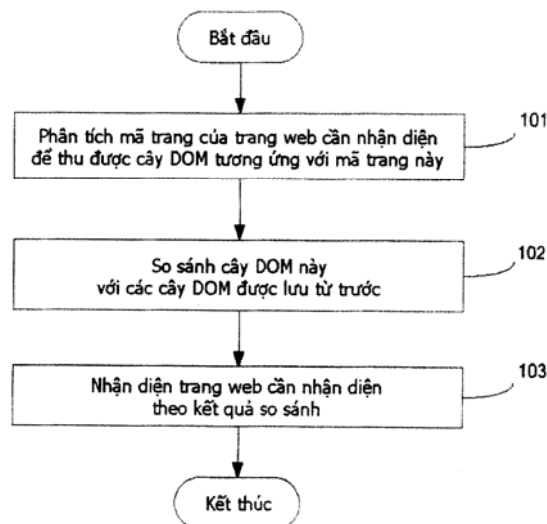 Bắt đầu
101
Phân tích mã trang của trang web cần nhận diện
để thu được cây DOM tương ứng với mã trang này
102
So sánh cây DOM này
với các cây DOM được lưu từ trước
103
Nhận diện trang web cần nhận diện
theo kết quả so sánh
Kết thúc